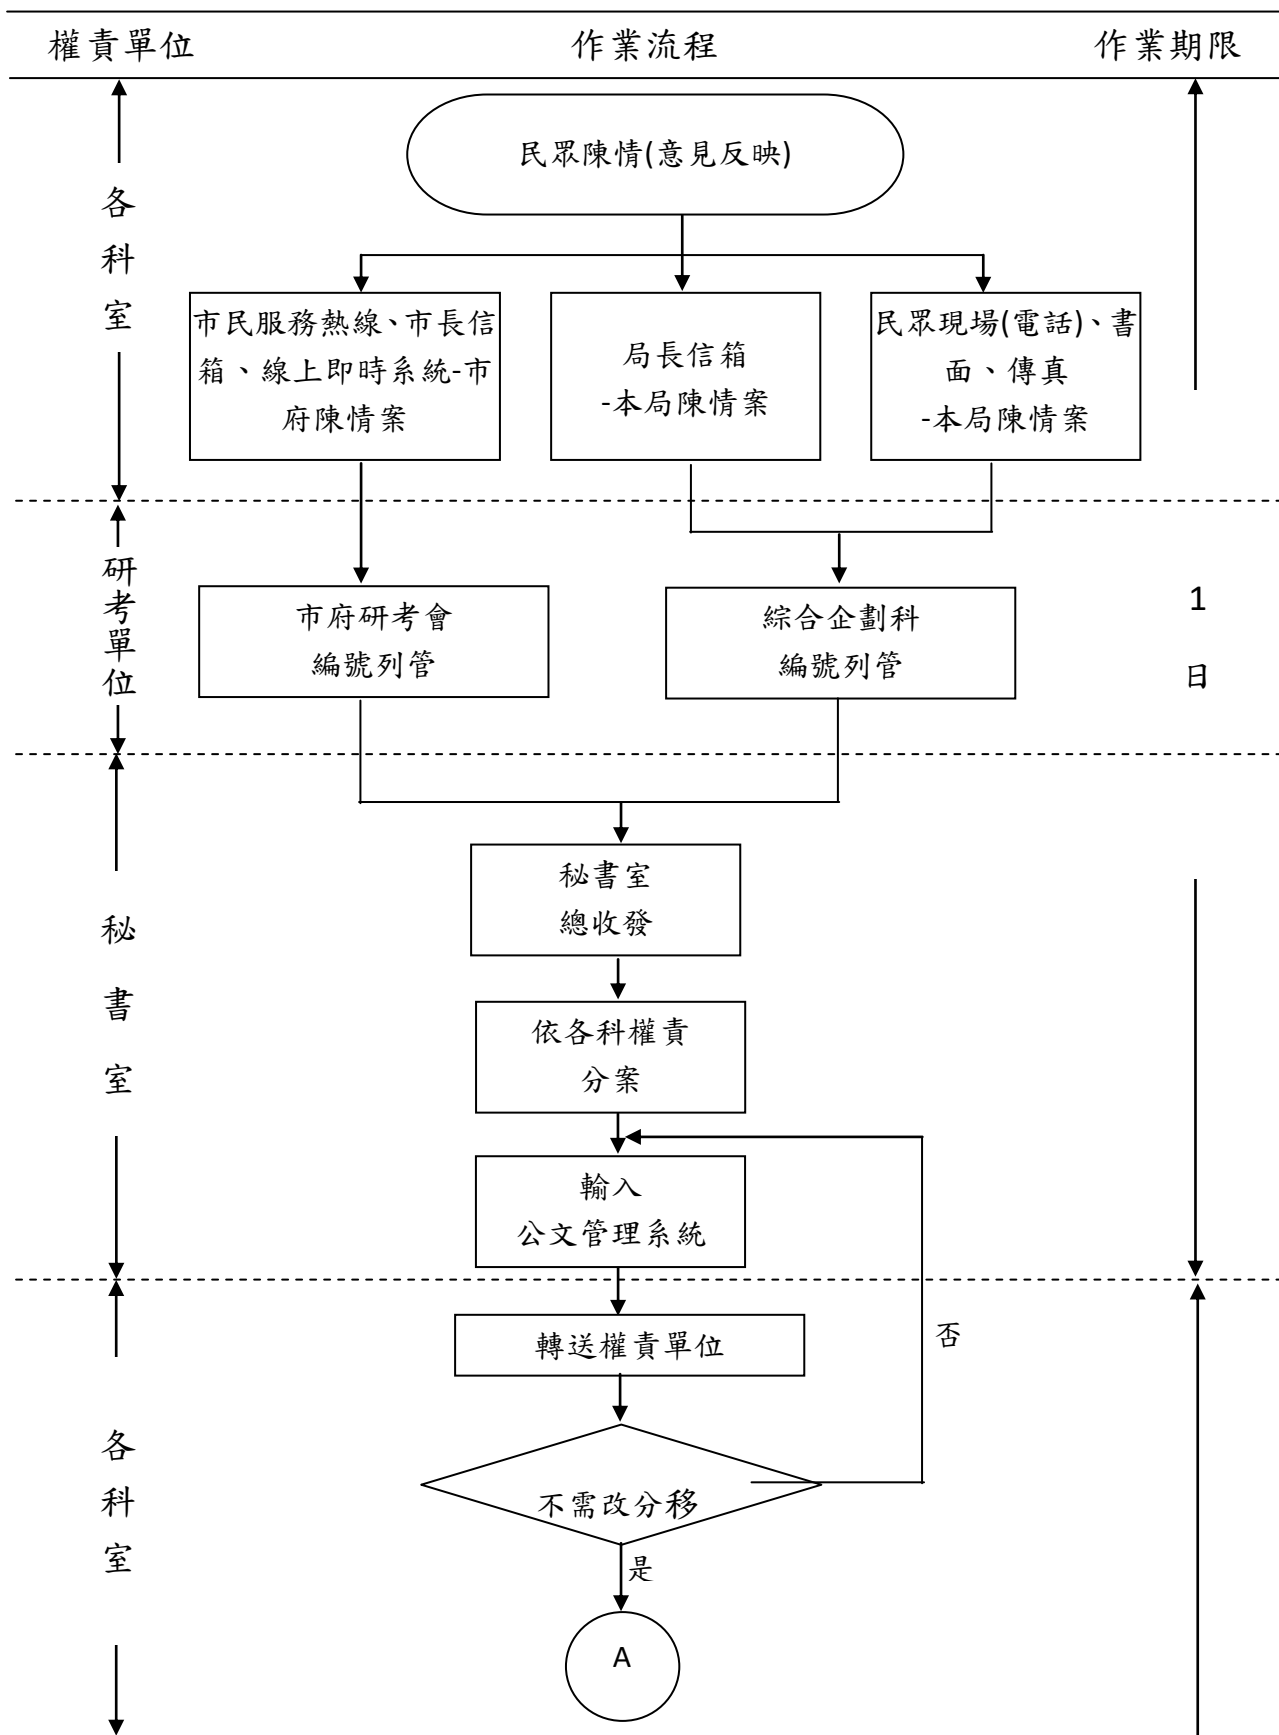 權責單位
作業流程
作業期限
民眾陳情(意見反映)
各
科
室
市民服務熱線、市長信
箱、線上即時系統-市
府陳情案
局長信箱
-本局陳情案
民眾現場(電話)、書
面、傳真
-本局陳情案
研
考
單
位
市府研考會
編號列管
綜合企劃科
編號列管
1
日
秘
書
室
秘書室
總收發
依各科權責
分案
輸入
公文管理系統
各
科
室
轉送權責單位
否
不需改分移
是
A